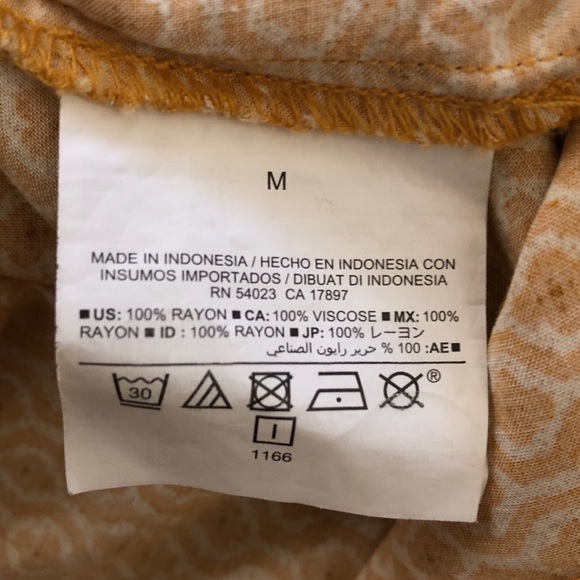 M
MADE IN INDONESIA / HECHO EN INDONESIA CON
INSUMOS IMPORTADOS / DIBUAT DI INDONESIA
RN 54023 CA 17897
■ US: 100% RAYON ■ CA: 100% VISCOSE ■ MX: 100%
RAYON ■ ID : 100% RAYON ■ JP: 100% レーヨン
■AE: 100 % حرير رايون الصناعي
30
®
1166